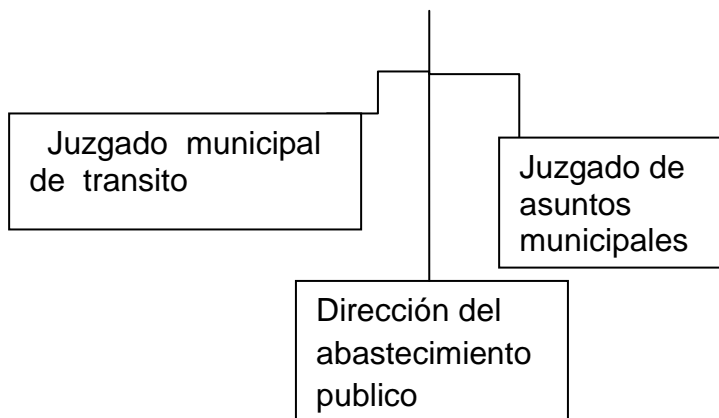 Juzgado municipal
de transito
Juzgado de
asuntos
municipales
Dirección del
abastecimiento
publico